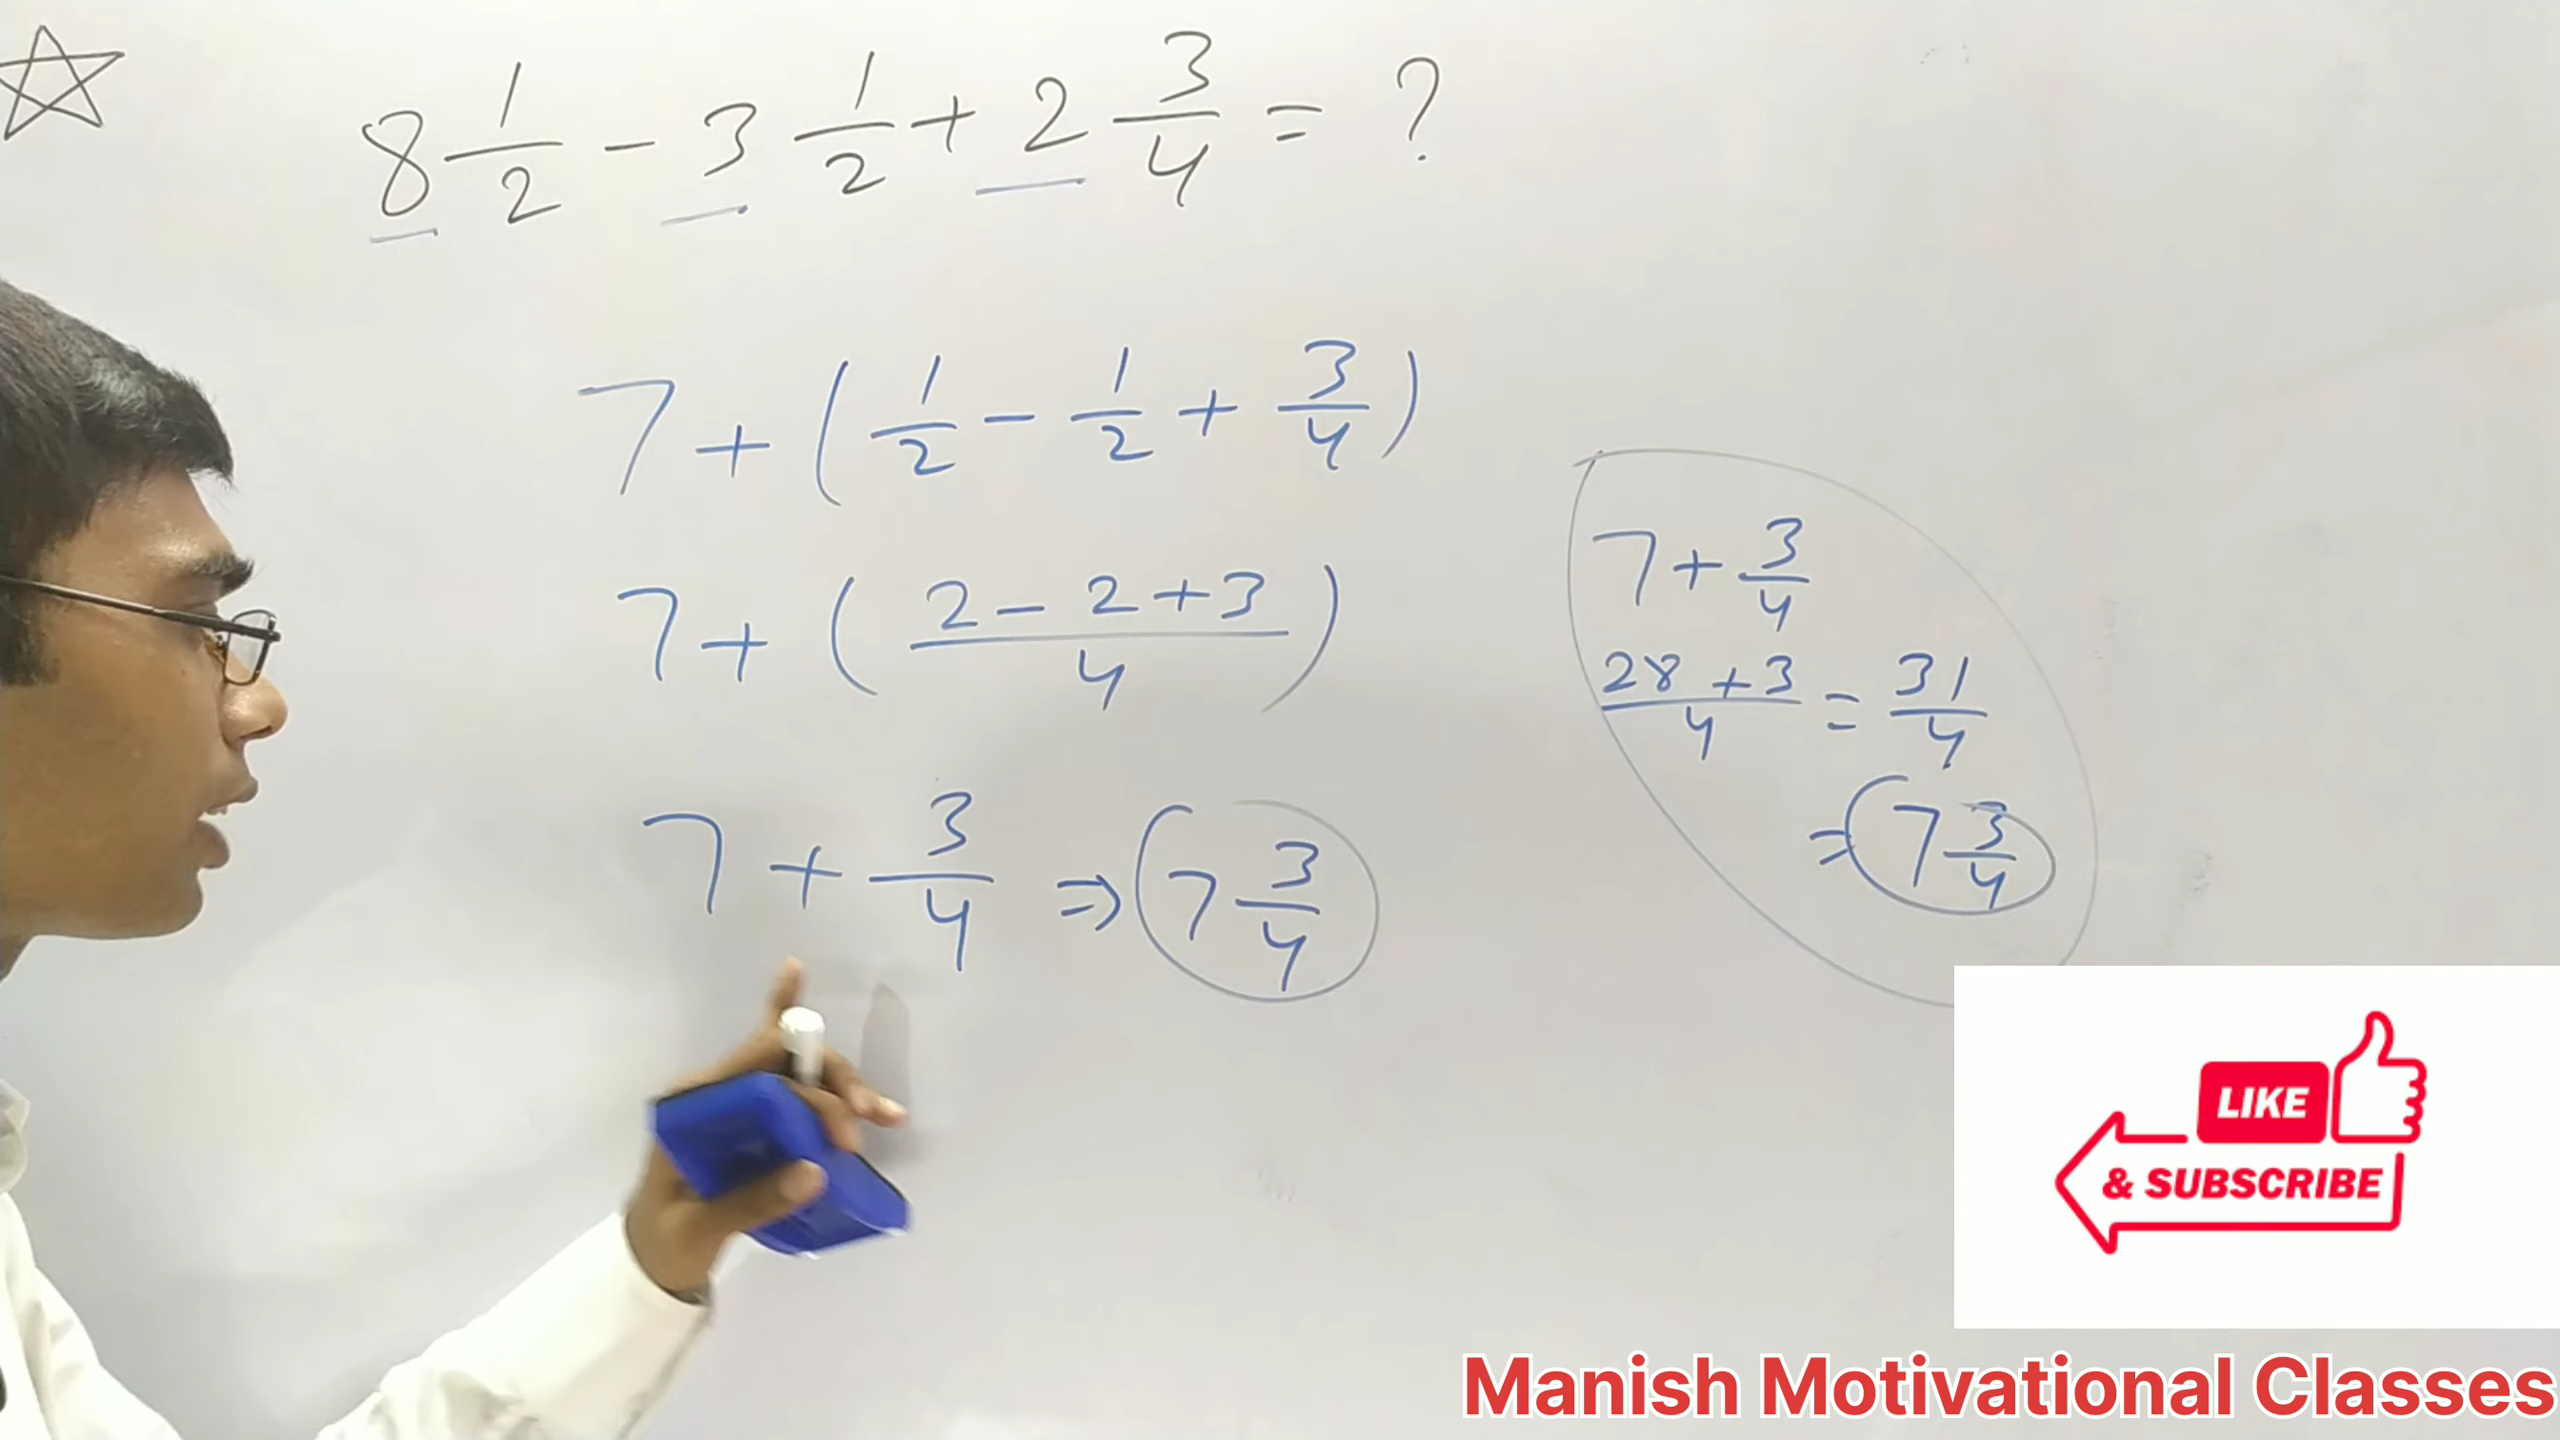 8 1/2 - 3 1/2 + 2 3/4 = ?
7 + ( 1/2 - 1/2 + 3/4 )
7 + ( 2 - 2 + 3 / 4 )
7 + 3/4 ⇒ 7 3/4
7 + 3/4
28 + 3 / 4 = 31/4
= 7 3/4
LIKE
& SUBSCRIBE
Manish Motivational Classes